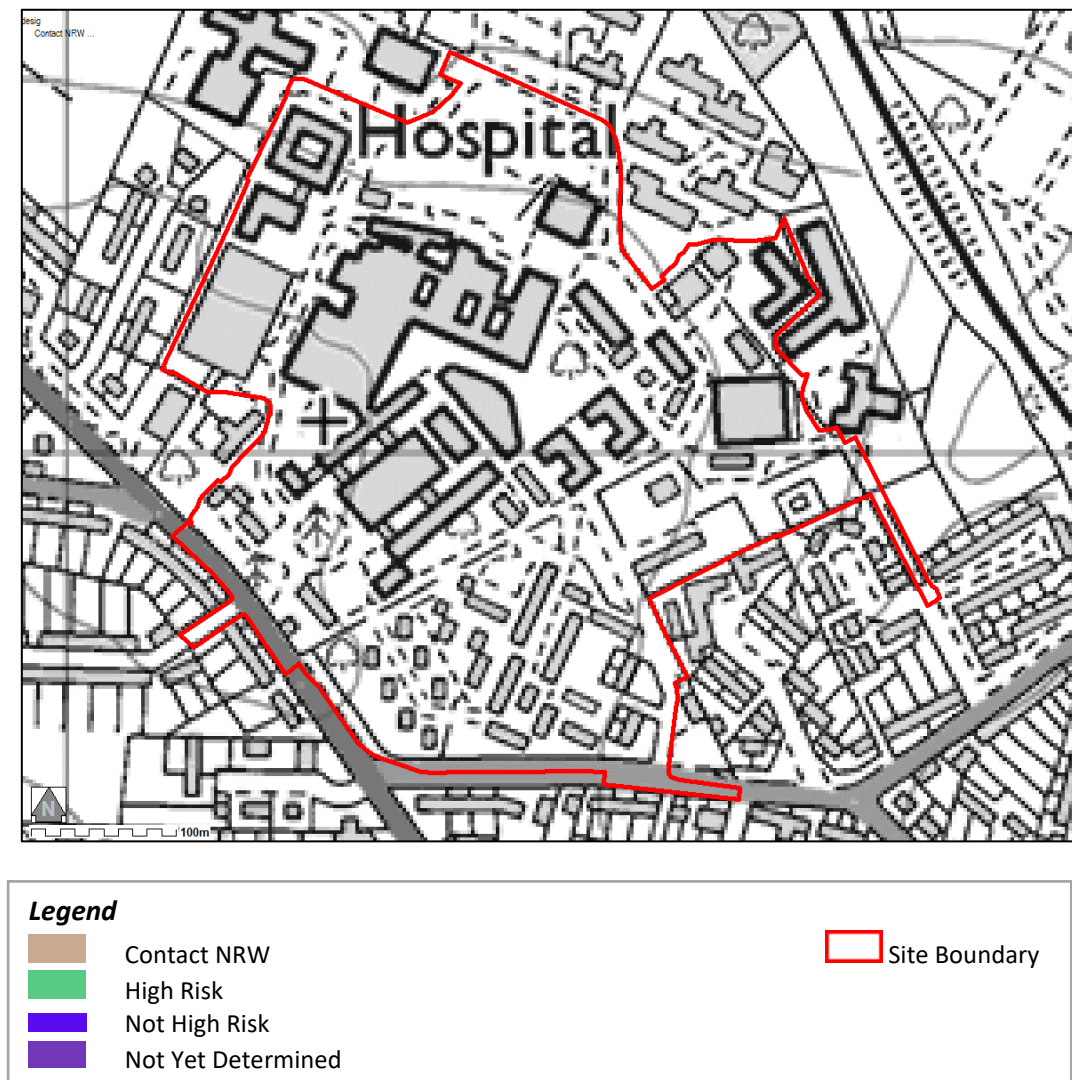 desig
Contact NRW ...
Hospital
N
100m
Legend
Contact NRW
High Risk
Not High Risk
Not Yet Determined
Site Boundary